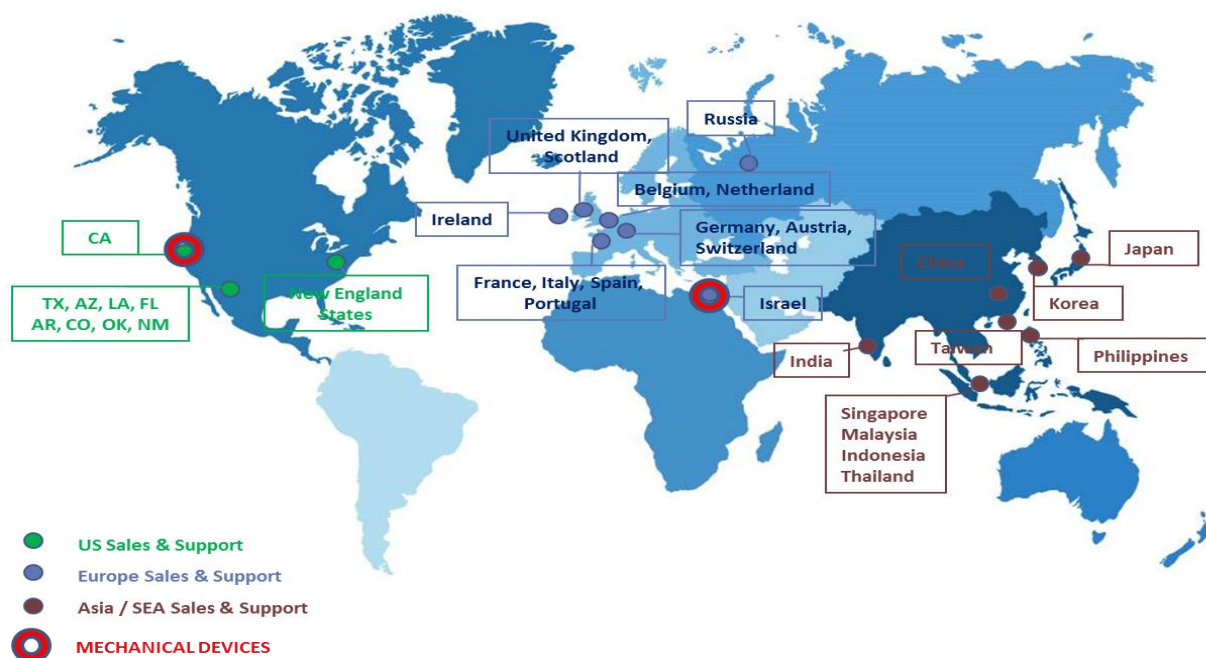 Russia
United Kingdom,
Scotland
Belgium, Netherland
Ireland
Germany, Austria,
Switzerland
CA
Japan
China
France, Italy, Spain,
Portugal
Israel
Korea
New England
States
TX, AZ, LA, FL
AR, CO, OK, NM
India
Taiwan
Philippines
Singapore
Malaysia
Indonesia
Thailand
US Sales & Support
Europe Sales & Support
Asia / SEA Sales & Support
MECHANICAL DEVICES